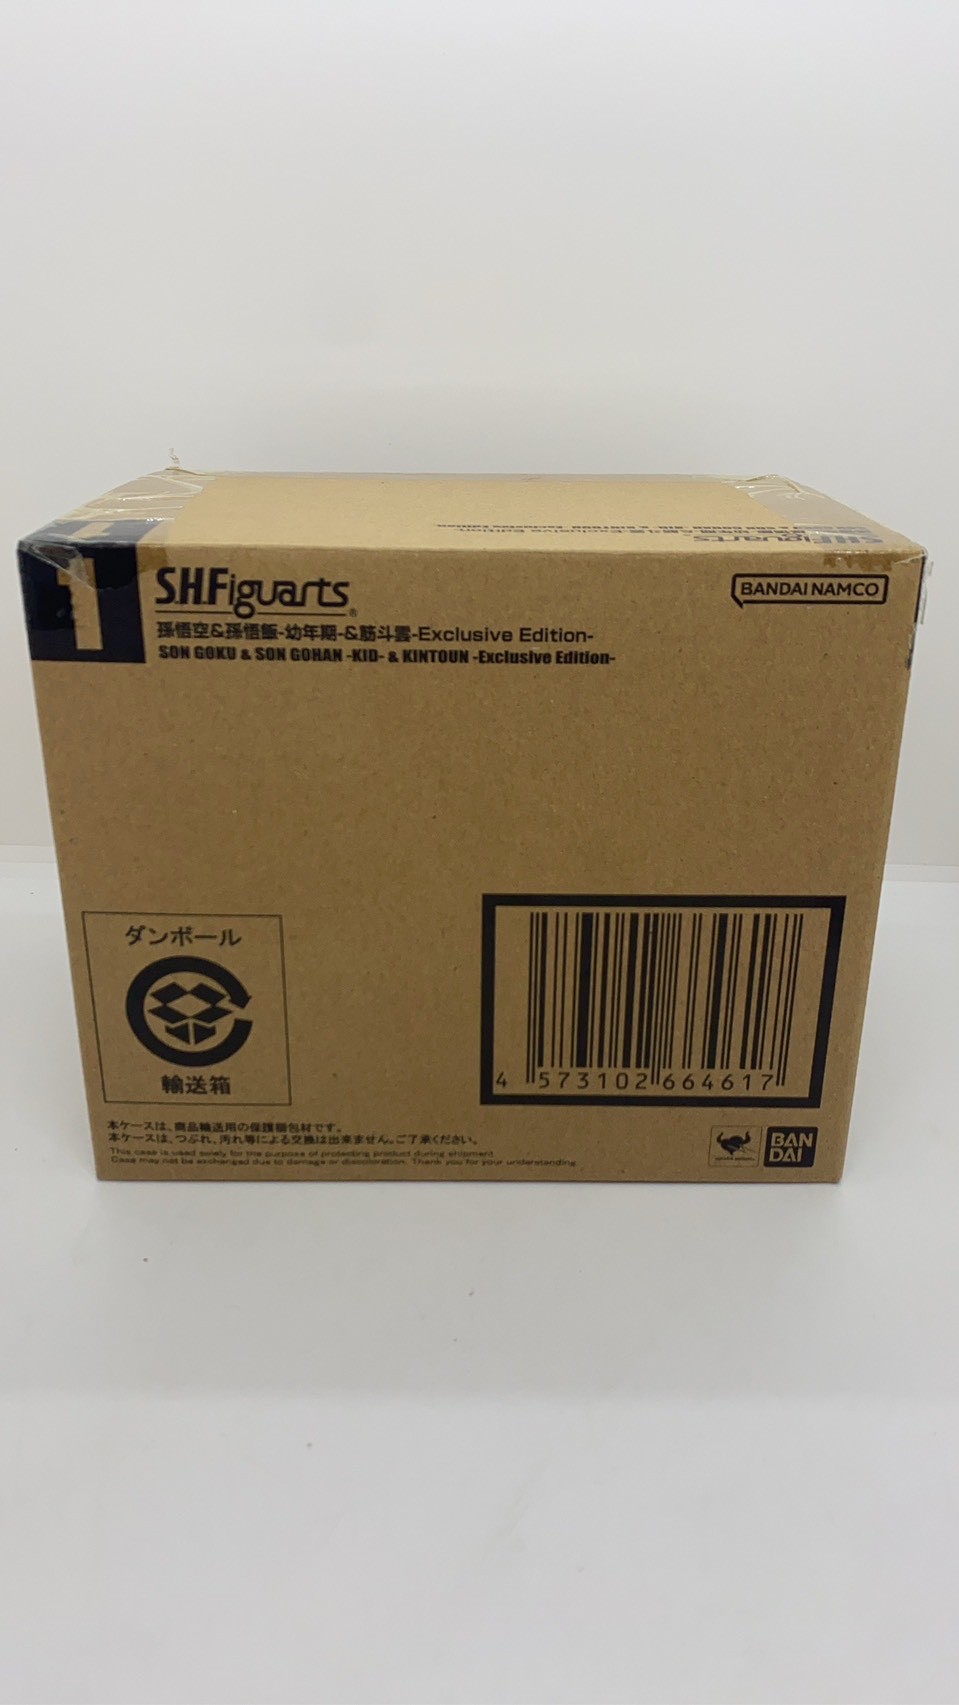 1
S.H.Figuarts®
BANDAI NAMCO
孫悟空&孫悟飯-幼年期-&筋斗雲-Exclusive Edition-
SON GOKU & SON GOHAN -KID- & KINTOUN -Exclusive Edition-
ダンボール
輸送箱
4 573102 664617
本ケースは、商品輸送用の保護梱包材です。
本ケースは、つぶれ、汚れ等による交換は出来ません。ご了承ください。
This case is used solely for the purpose of protecting product during shipment
Case may not be exchanged due to damage or discoloration. Thank you for your understanding
BAN
DAI